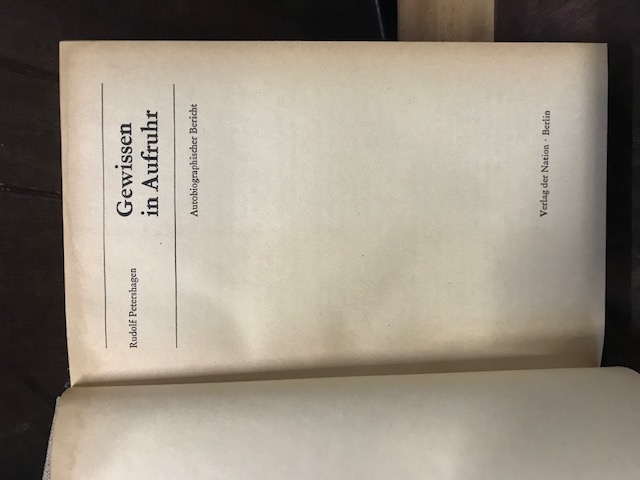 Rudolf Petershagen
Gewissen
in Aufruhr
Autobiographischer Bericht
Verlag der Nation · Berlin